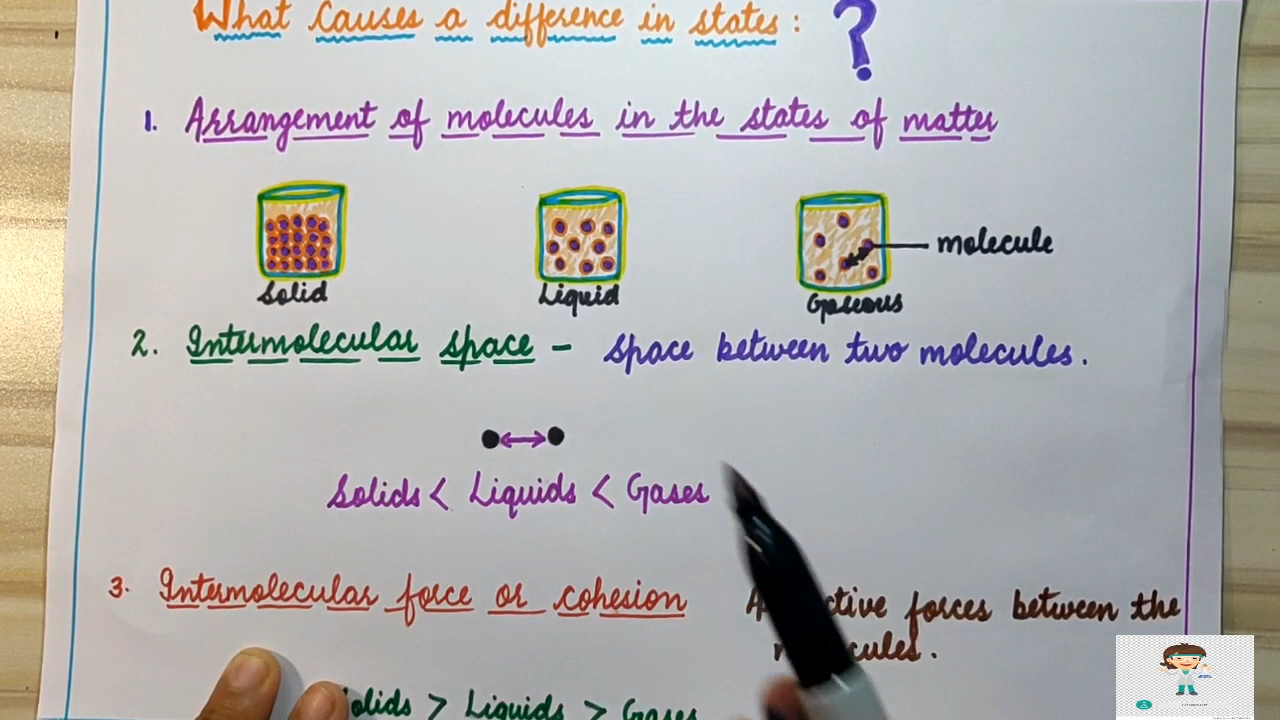 What causes a difference in states : ?
1. Arrangement of molecules in the states of matter
molecule
Solid Liquid Gaseous
2. Intermolecular space - space between two molecules.
Solids < Liquids < Gases
3. Intermolecular force or cohesion
forces between the
Solids > Liquids > Gases